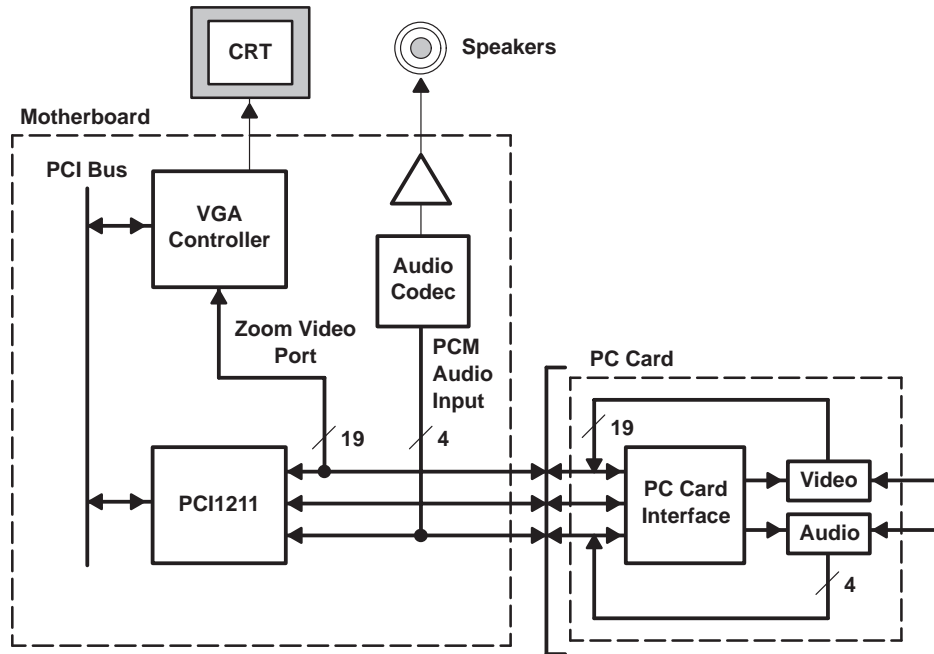 CRT
Speakers
Motherboard
PCI Bus
VGA
Controller
Audio
Codec
Zoom Video
Port
PCM
Audio
Input
PC Card
19
4
19
PCI1211
PC Card
Interface
Video
Audio
4